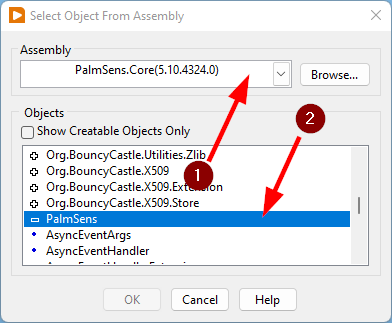 Select Object From Assembly
Assembly
PalmSens.Core(5.10.4324.0)
Browse...
Objects
Show Creatable Objects Only
Org.BouncyCastle.Utilities.Zlib
Org.BouncyCastle.X509
Org.BouncyCastle.X509.Extension
Org.BouncyCastle.X509.Store
PalmSens
AsyncEventArgs
AsyncEventHandler
1
2
OK
Cancel
Help